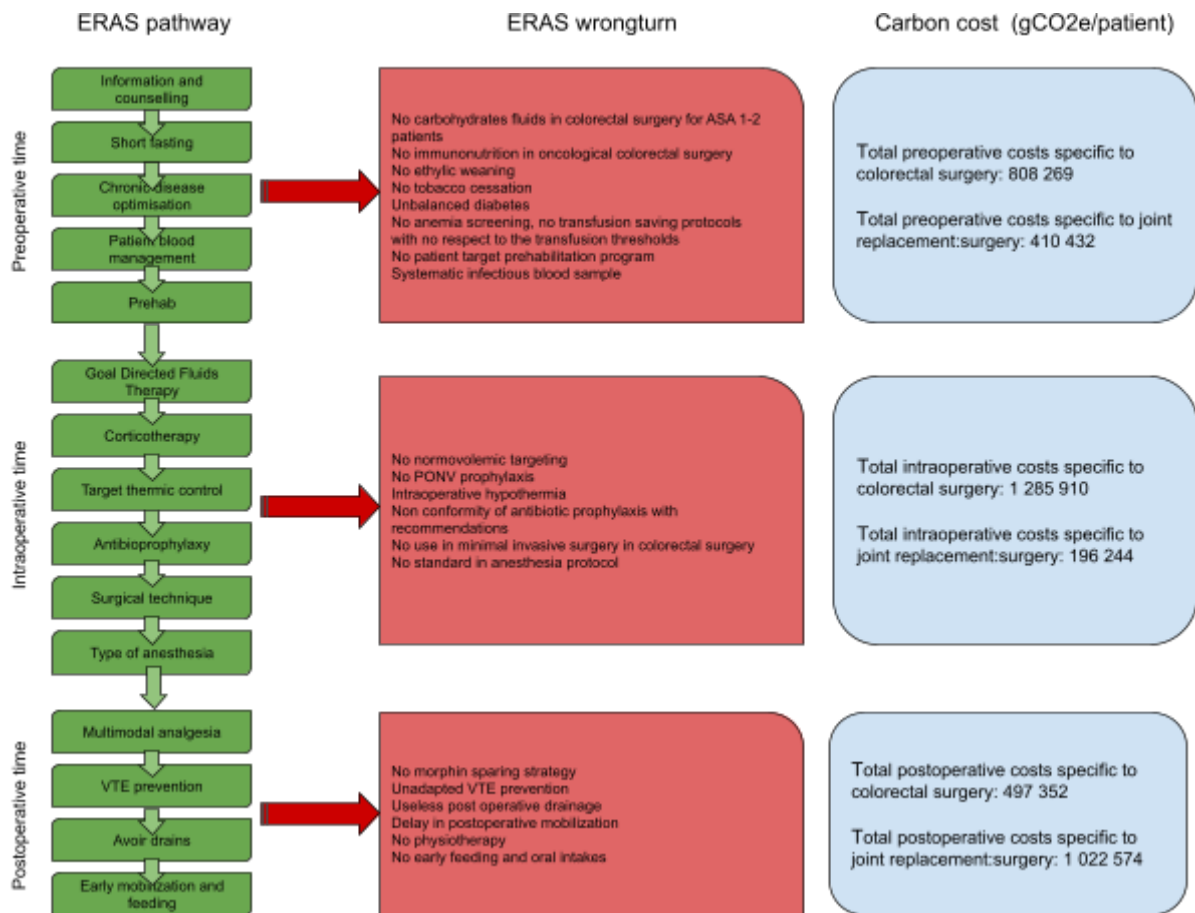 ERAS pathway
ERAS wrongturn
Carbon cost (gCO2e/patient)
Preoperative time
Information and
counselling
Short fasting
Chronic disease
optimisation
Patient blood
management
Prehab
No carbohydrates fluids in colorectal surgery for ASA 1-2
patients
No immunonutrition in oncological colorectal surgery
No ethylic weaning
No tobacco cessation
Unbalanced diabetes
No anemia screening, no transfusion saving protocols
with no respect to the transfusion thresholds
No patient target prehabilitation program
Systematic infectious blood sample
Total preoperative costs specific to
colorectal surgery: 808 269
Total preoperative costs specific to joint
replacement:surgery: 410 432
Intraoperative time
Goal Directed Fluids
Therapy
Corticotherapy
Target thermic control
Antibioprophylaxy
Surgical technique
Type of anesthesia
No normovolemic targeting
No PONV prophylaxis
Intraoperative hypothermia
Non conformity of antibiotic prophylaxis with
recommendations
No use in minimal invasive surgery in colorectal surgery
No standard in anesthesia protocol
Total intraoperative costs specific to
colorectal surgery: 1 285 910
Total intraoperative costs specific to
joint replacement:surgery: 196 244
Postoperative time
Multimodal analgesia
VTE prevention
Avoir drains
Early mobilization and
feeding
No morphin sparing strategy
Unadapted VTE prevention
Useless post operative drainage
Delay in postoperative mobilization
No physiotherapy
No early feeding and oral intakes
Total postoperative costs specific to
colorectal surgery: 497 352
Total postoperative costs specific to
joint replacement:surgery: 1 022 574